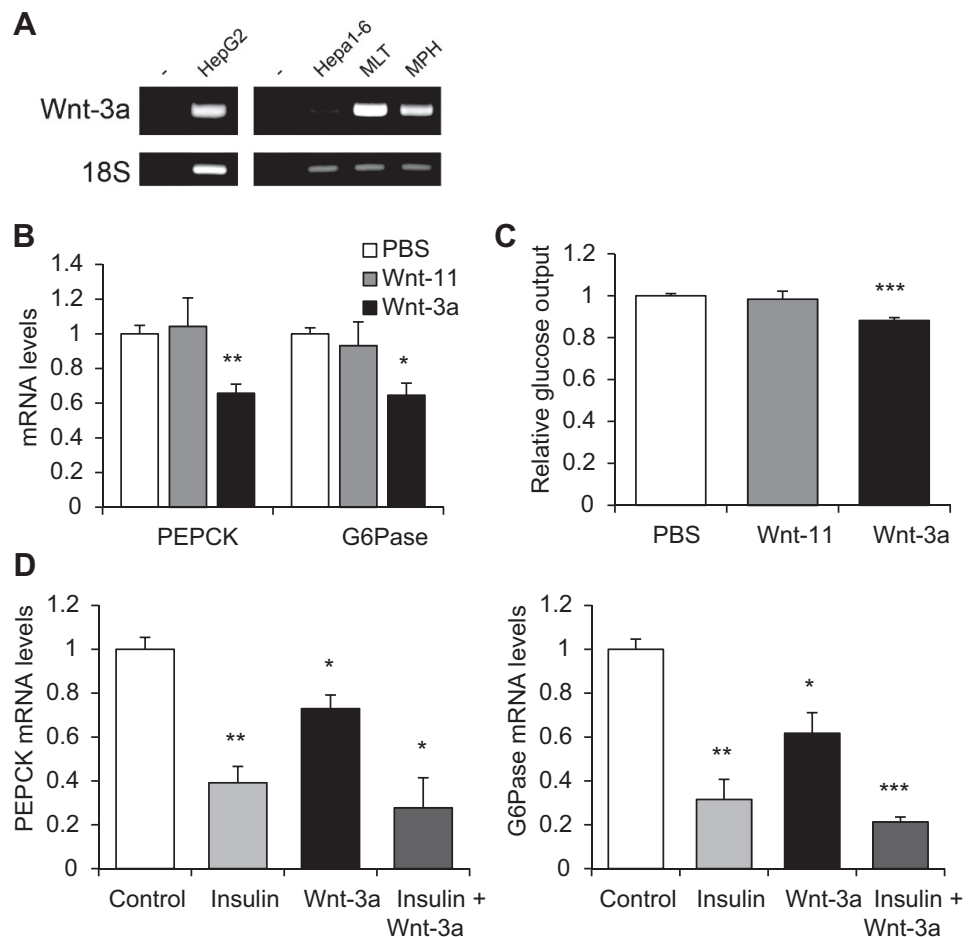 A
- HepG2 - Hepa1-6 MLT MPH
Wnt-3a
18S
B
PBS
Wnt-11
Wnt-3a
mRNA levels
1.4
1.2
1
0.8
0.6
0.4
0.2
0
**
*
PEPCK G6Pase
C
Relative glucose output
1.2
1
0.8
0.6
0.4
0.2
0
***
PBS Wnt-11 Wnt-3a
D
PEPCK mRNA levels
1.2
1
0.8
0.6
0.4
0.2
0
**
*
*
Control Insulin Wnt-3a Insulin +
Wnt-3a
G6Pase mRNA levels
1.2
1
0.8
0.6
0.4
0.2
0
**
*
***
Control Insulin Wnt-3a Insulin +
Wnt-3a